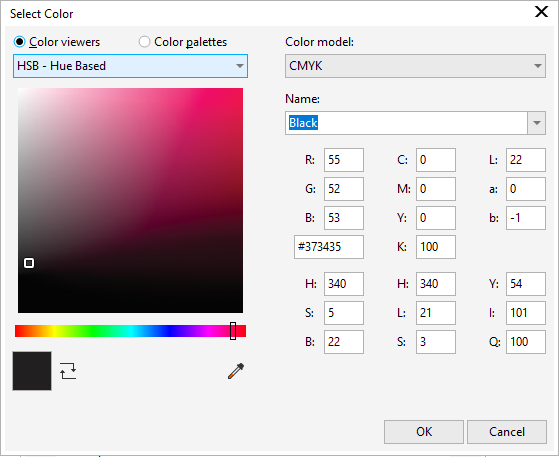 Select Color
Color viewers
Color palettes
Color model:
HSB - Hue Based
CMYK
Name:
Black
R: 55 C: 0 L: 22
G: 52 M: 0 a: 0
B: 53 Y: 0 b: -1
#373435 K: 100
H: 340 H: 340 Y: 54
S: 5 L: 21 I: 101
B: 22 S: 3 Q: 100
OK
Cancel